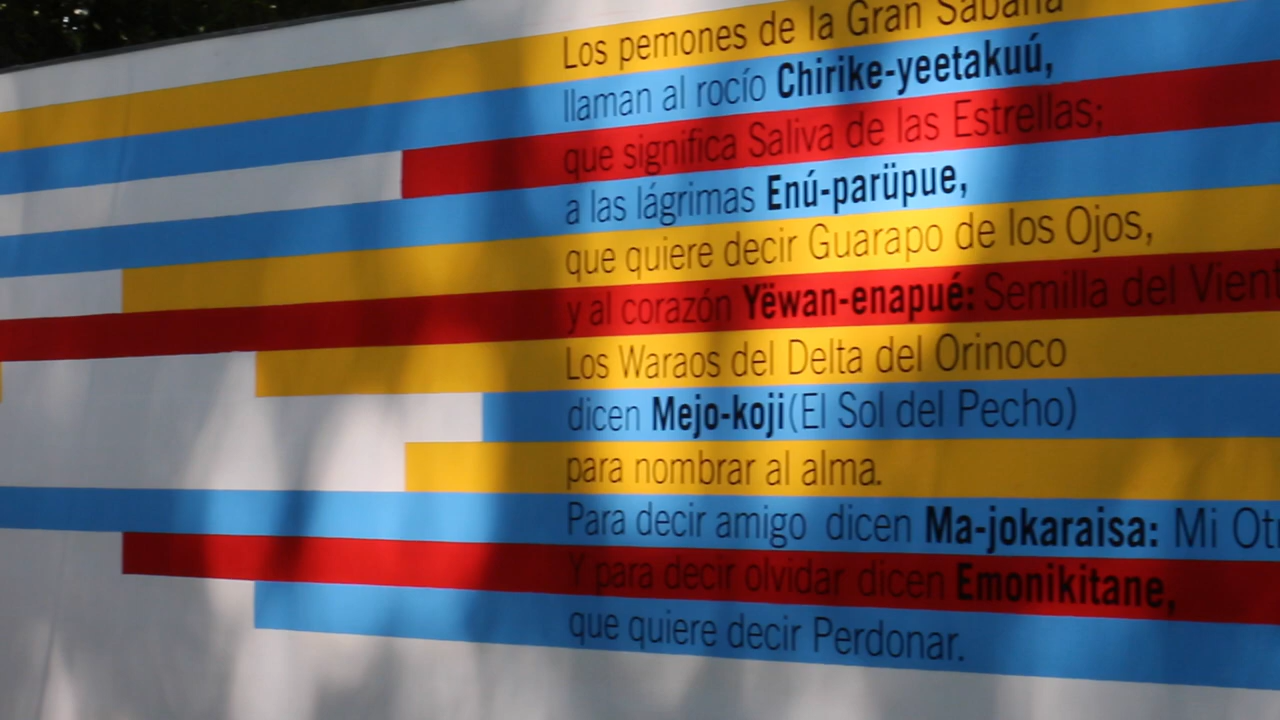 Los pemones de la Gran Sabana
llaman al rocío Chirike-yeetakuú,
que significa Saliva de las Estrellas;
a las lágrimas Enú-parüpue,
que quiere decir Guarapo de los Ojos,
y al corazón Yëwan-enapué: Semilla del Vient
Los Waraos del Delta del Orinoco
dicen Mejo-koji (El Sol del Pecho)
para nombrar al alma.
Para decir amigo dicen Ma-jokaraisa: Mi Ot
Y para decir olvidar dicen Emonikitane,
que quiere decir Perdonar.